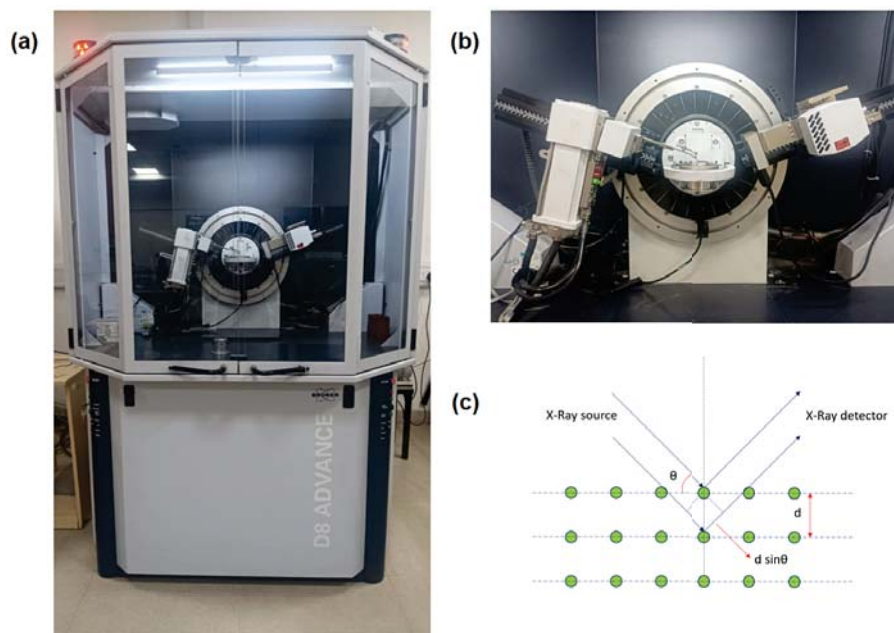 (a)
BRUKER
D8 ADVANCE
(b)
(c)
X-Ray source
X-Ray detector
θ
d
d sinθ